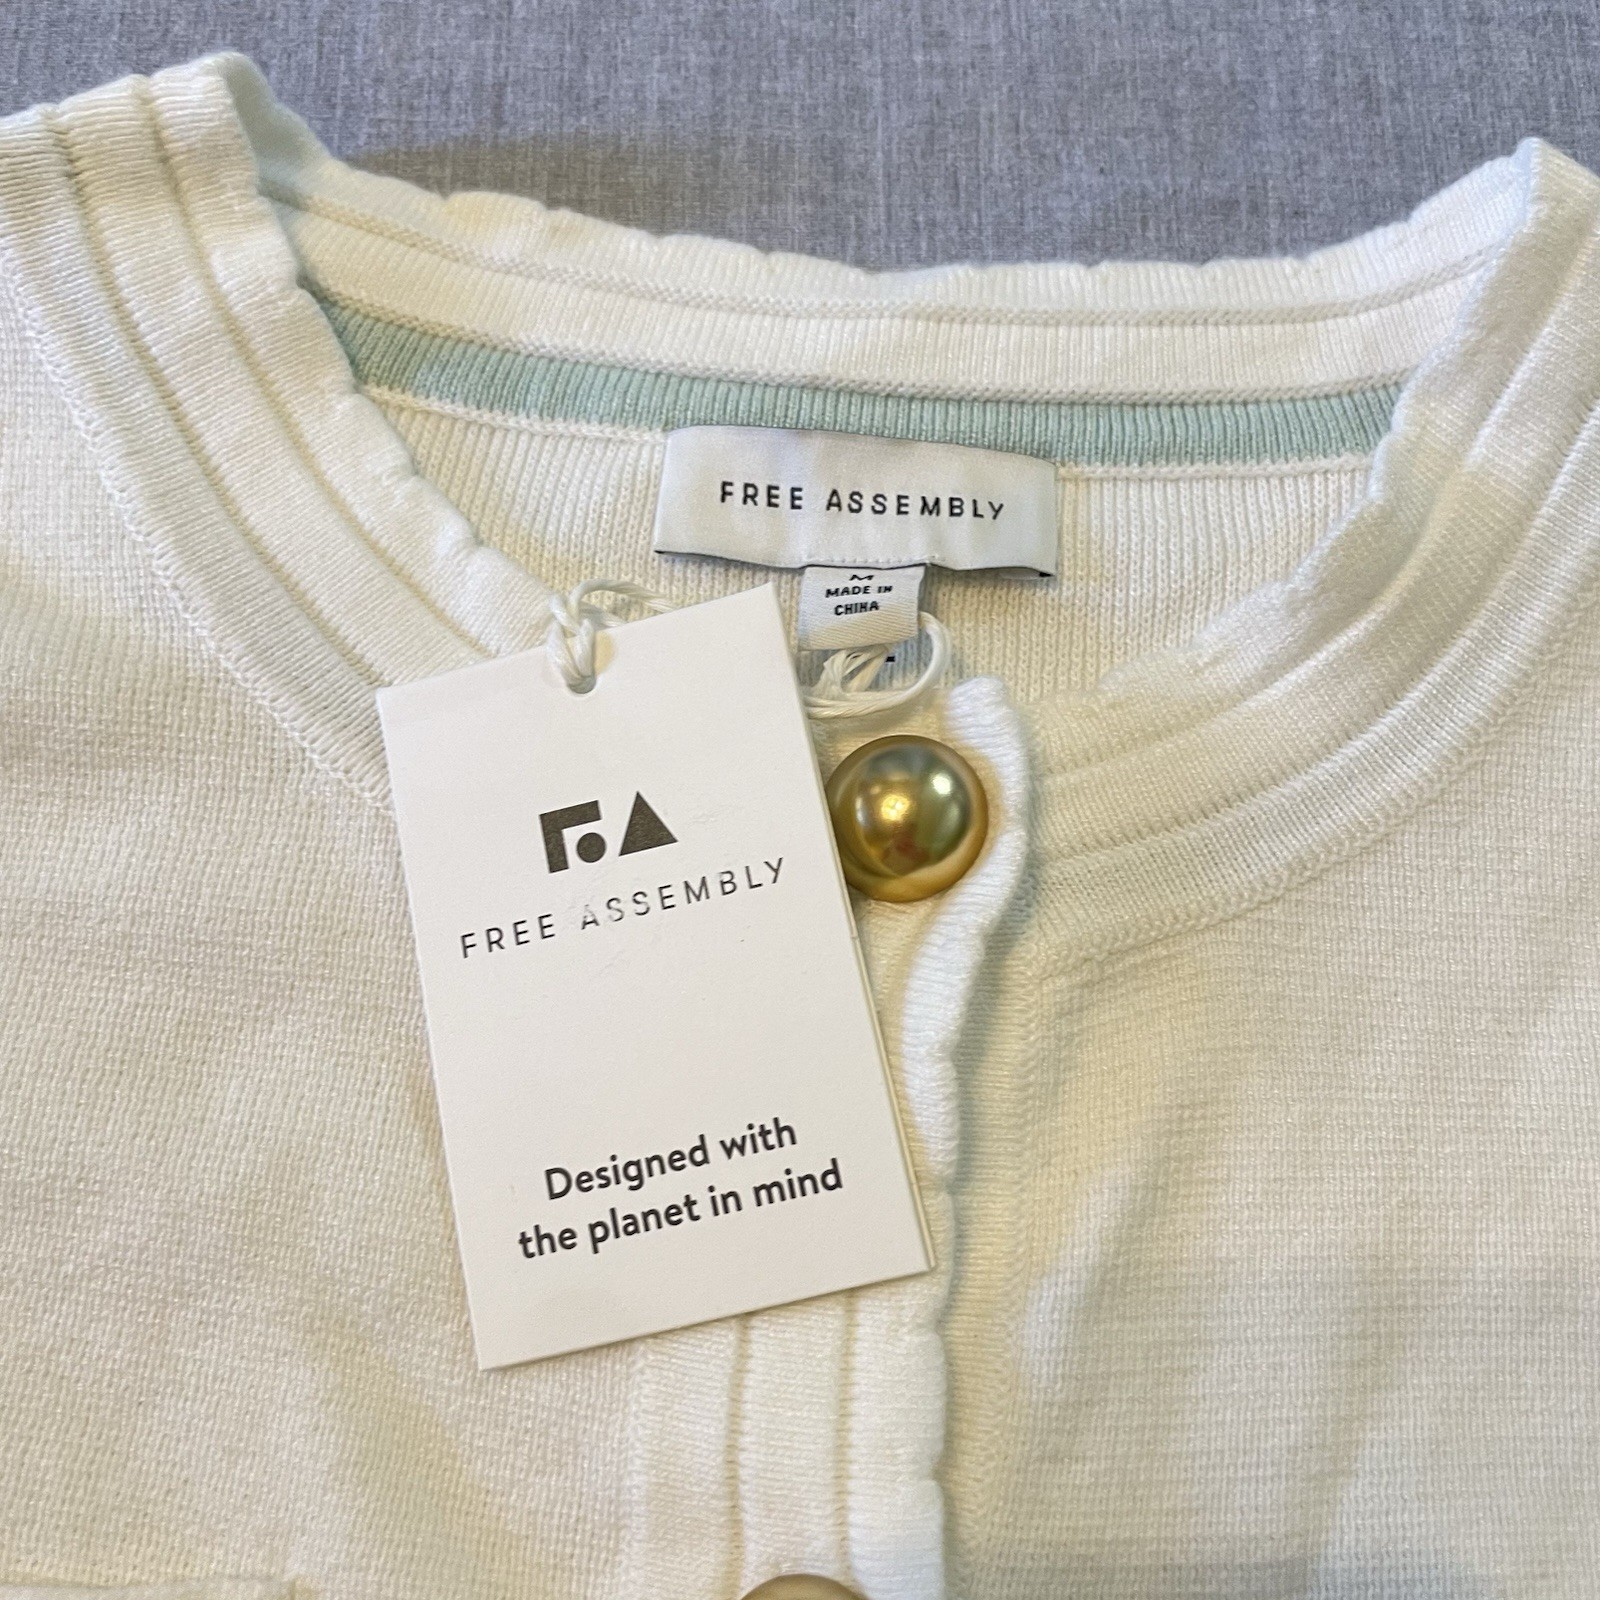 FREE ASSEMBLY
M
MADE IN
CHINA
FREE ASSEMBLY
Designed with
the planet in mind